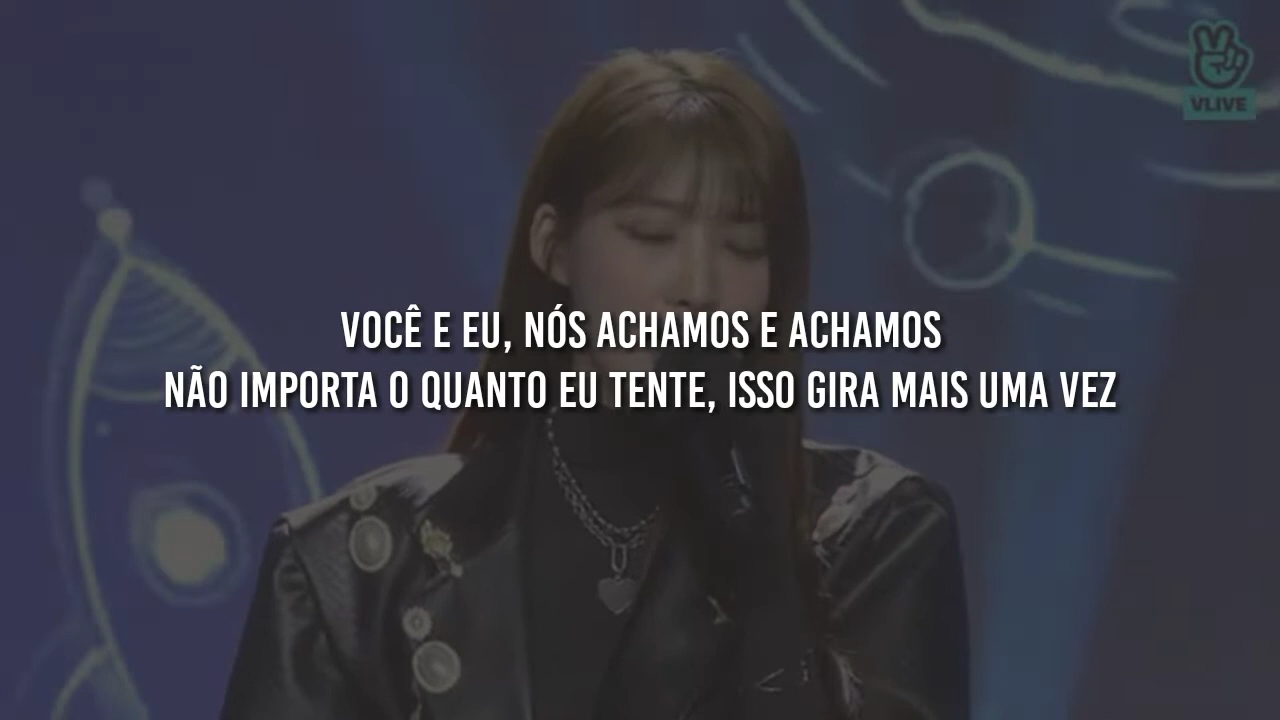 VLIVE
VOCÊ E EU, NÓS ACHAMOS E ACHAMOS
NÃO IMPORTA O QUANTO EU TENTE, ISSO GIRA MAIS UMA VEZ